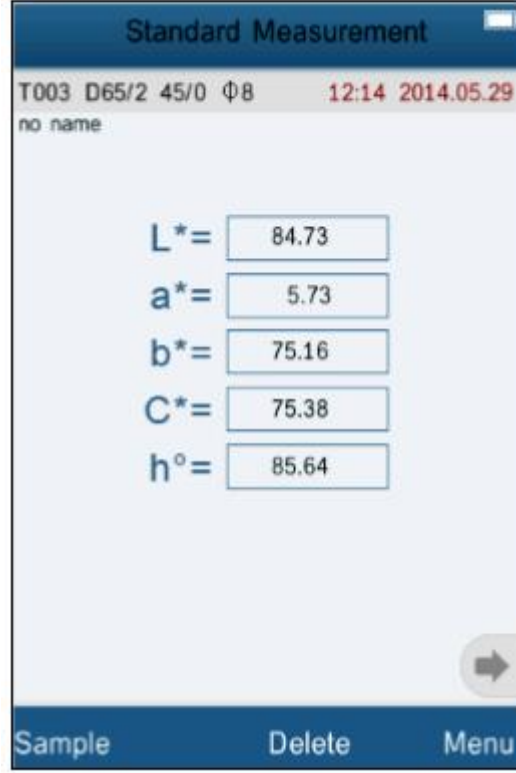 Standard Measurement
T003 D65/2 45/0 Φ8 12:14 2014.05.29
no name
L*= 84.73
a*= 5.73
b*= 75.16
C*= 75.38
h°= 85.64
Sample Delete Menu